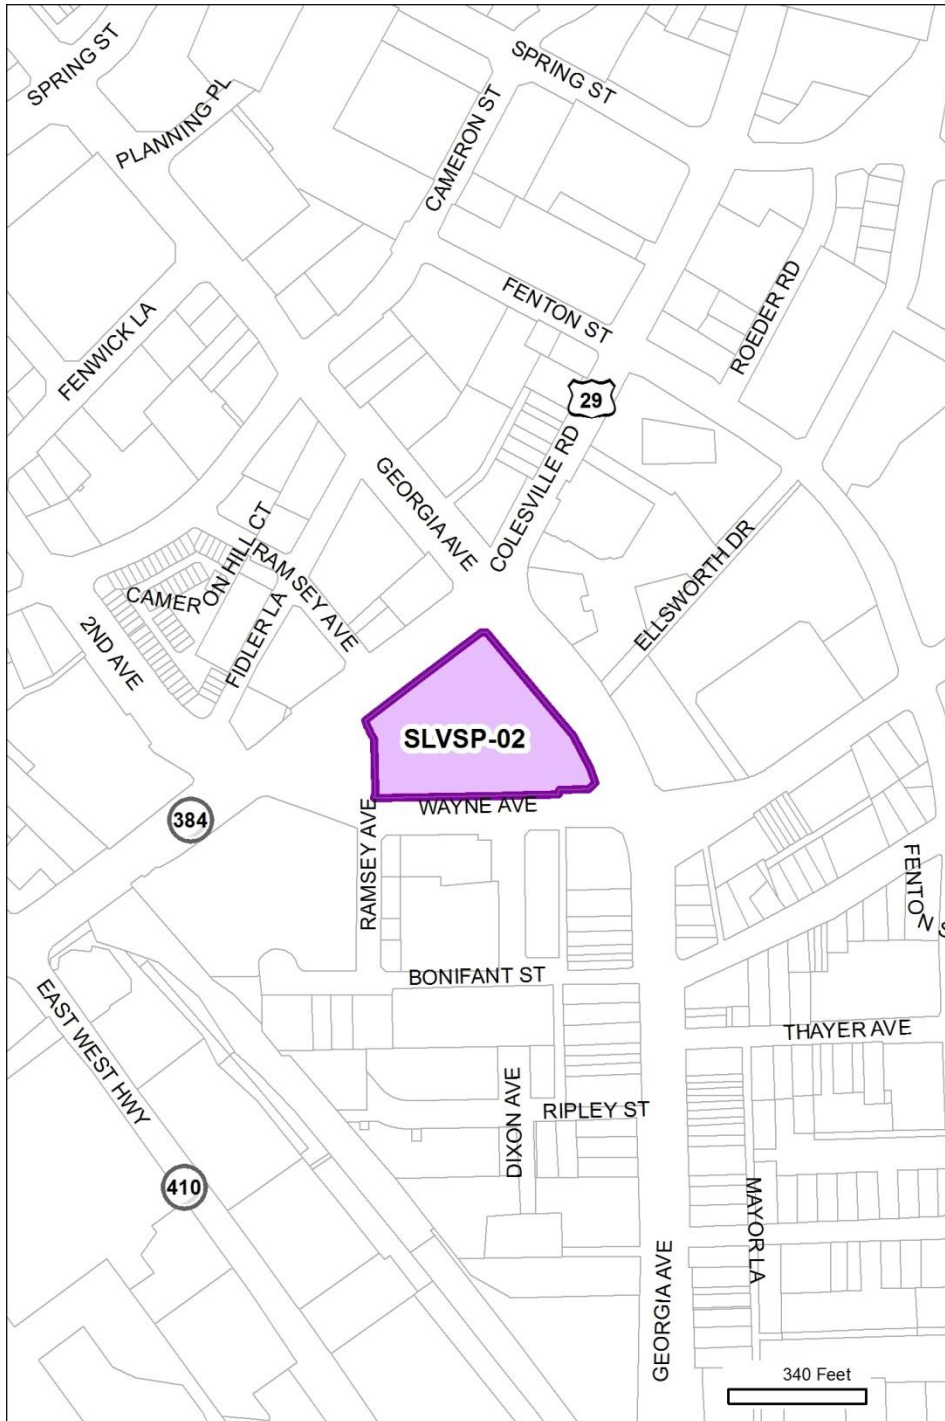 SPRING ST
SPRING ST
PLANNING PL
CAMERON ST
FENTON ST
ROEDER RD
FENWICK LA
29
COLESVILLE RD
GEORGIA AVE
CAMERON HILL CT
RAMSEY AVE
ELLSWORTH DR
2ND AVE
FIDLER LA
SLVSP-02
WAYNE AVE
384
RAMSEY AVE
FENTON S
BONIFANT ST
EAST WEST HWY
THAYER AVE
DIXON AVE
RIPLEY ST
410
MAYOR LA
GEORGIA AVE
340 Feet